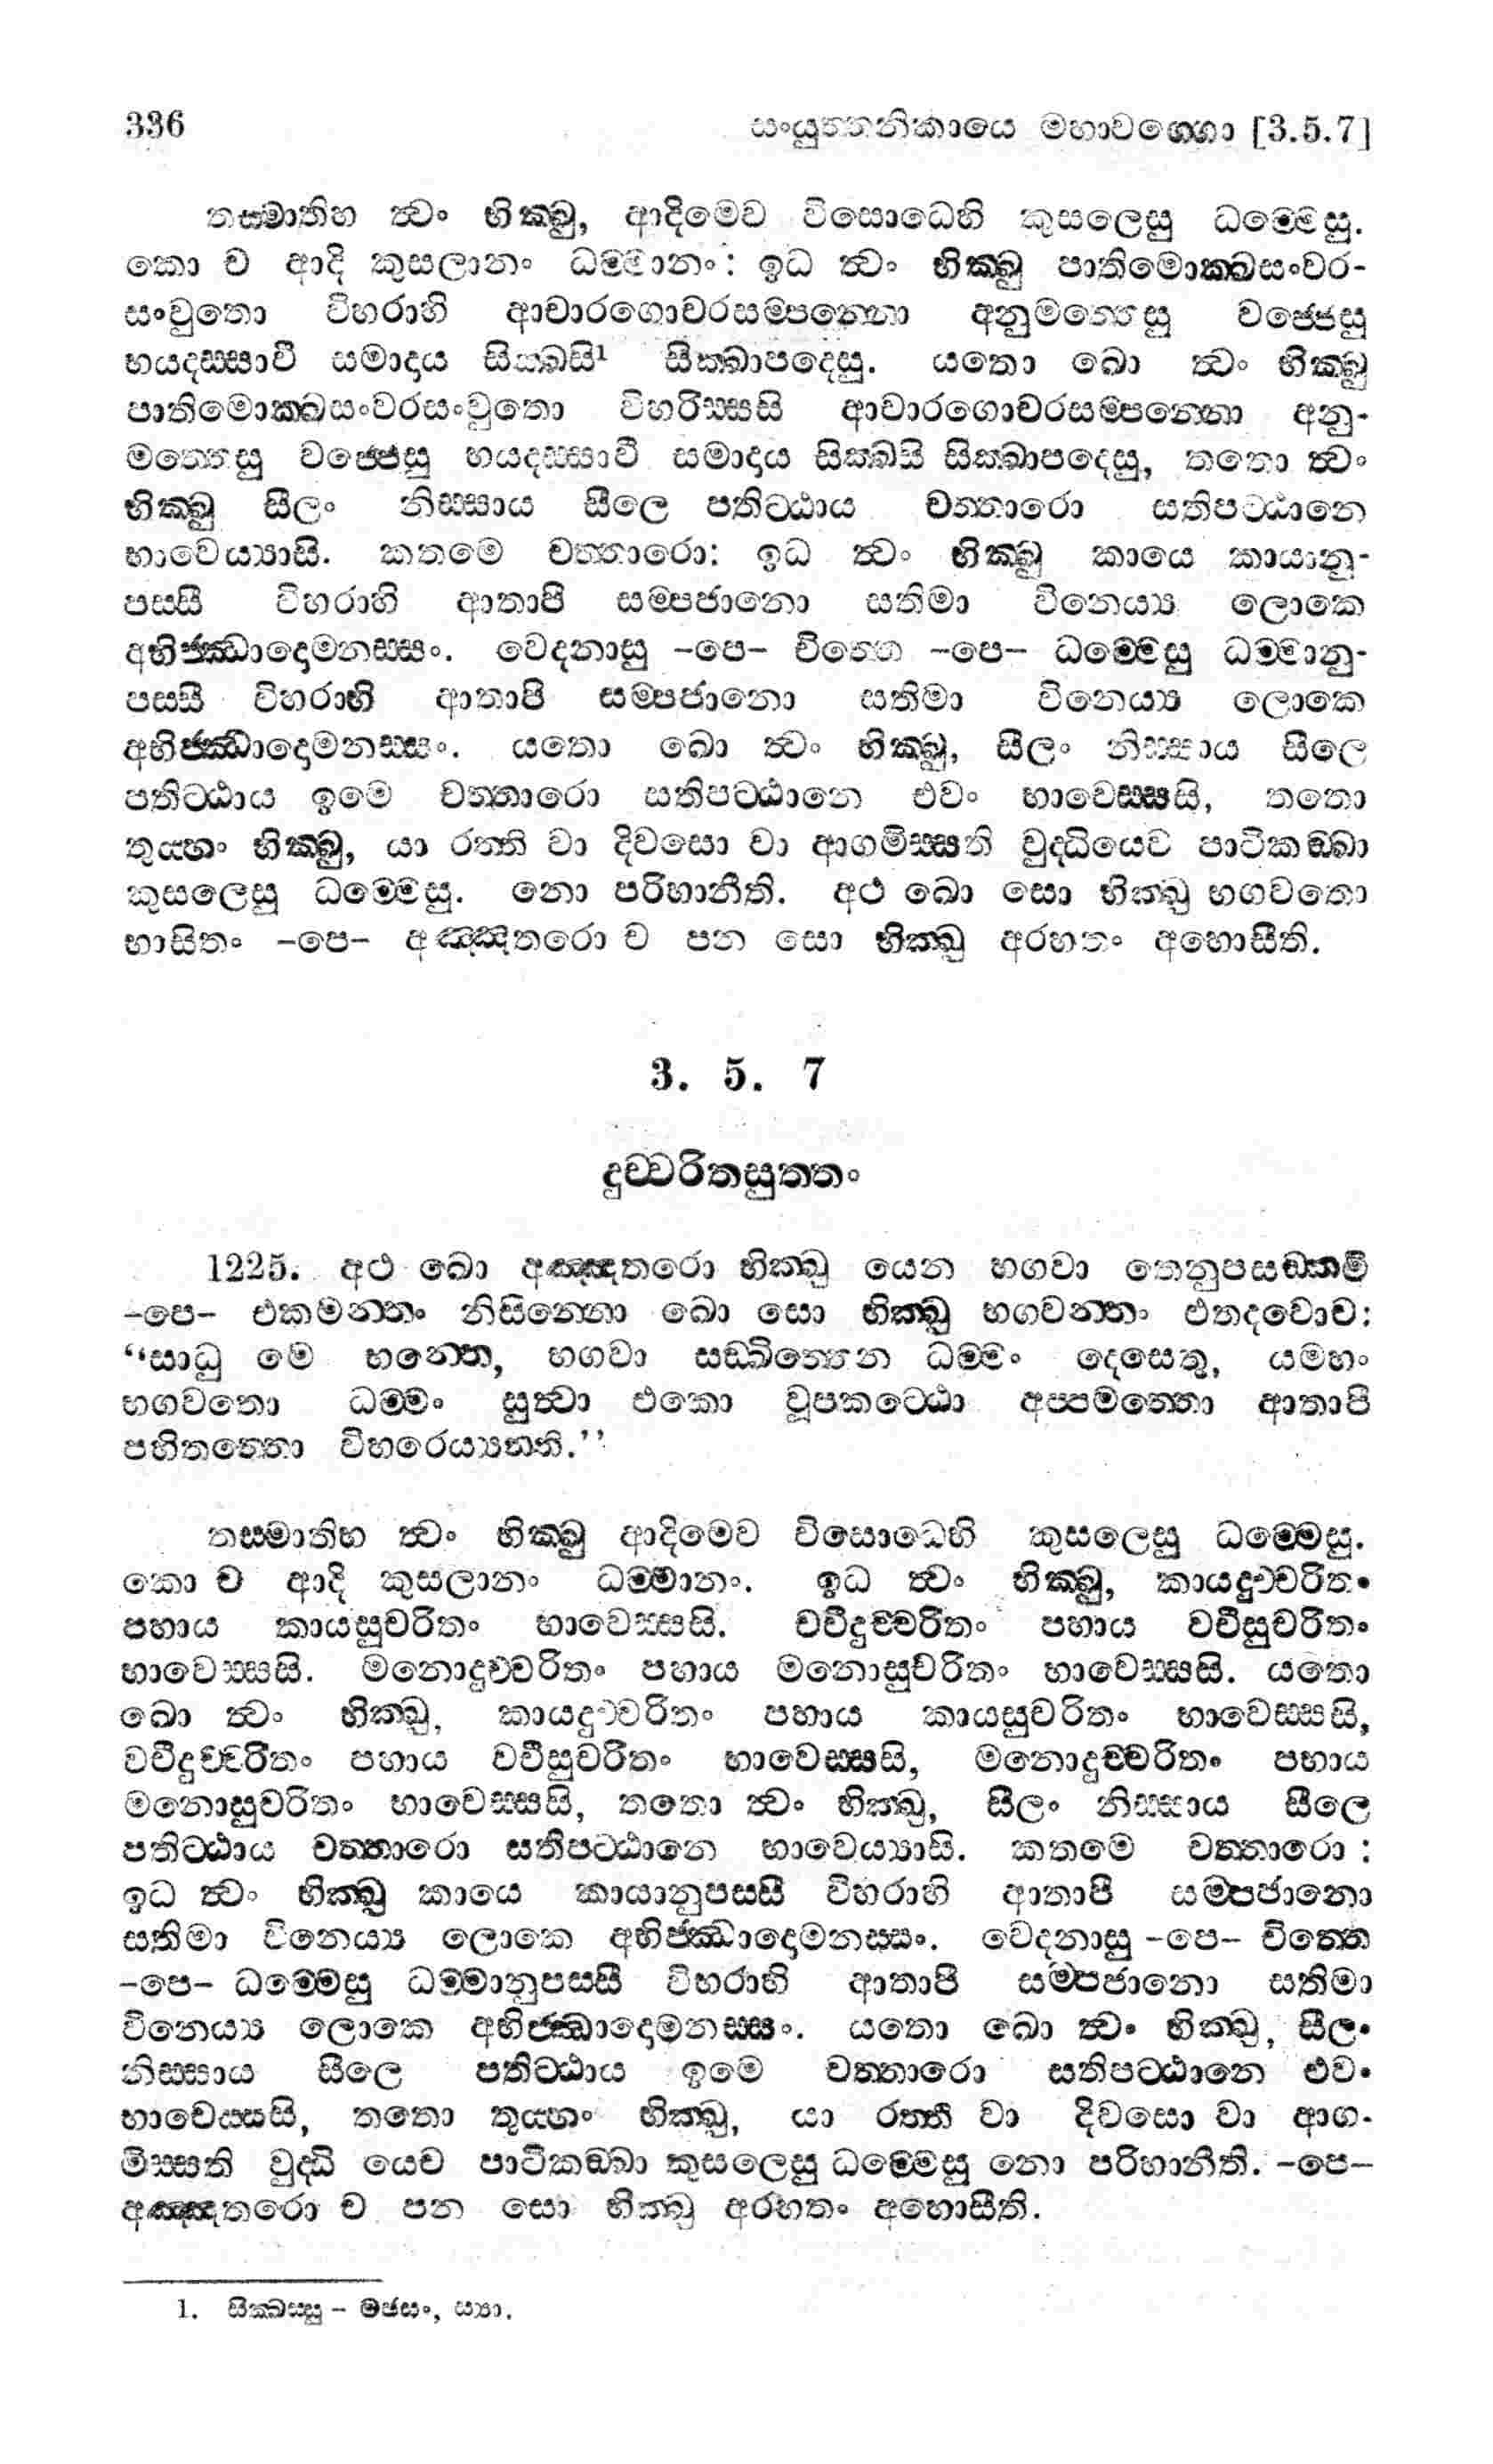 336 සංයුත්තනිකායෙ මහාවග්ගො [3.5.7]
තස්මාතිහ ත්වං භික්ඛු, ආදිමෙව විසොධෙහි කුසලෙසු ධම්මෙසු.
කො ච ආදි කුසලානං ධම්මානං: ඉධ ත්වං භික්ඛු පාතිමොක්ඛසංවර-
සංවුතො විහරාහි ආචාරගොචරසම්පන්නො අනුමත්තෙසු වජ්ජෙසු
භයදස්සාවී සමාදාය සික්ඛසි¹ සික්ඛාපදෙසු. යතො ඛො ත්වං භික්ඛු
පාතිමොක්ඛසංවරසංවුතො විහරිස්සසි ආචාරගොචරසම්පන්නො අනු-
මත්තෙසු වජ්ජෙසු භයදස්සාවී සමාදාය සික්ඛසි සික්ඛාපදෙසු, තතො ත්වං
භික්ඛු සීලං නිස්සාය සීලෙ පතිට්ඨාය චත්තාරො සතිපට්ඨානෙ
භාවෙය්‍යාසි. කතමෙ චත්තාරො: ඉධ ත්වං භික්ඛු කායෙ කායානු-
පස්සී විහරාහි ආතාපී සම්පජානො සතිමා විනෙය්‍ය ලොකෙ
අභිජ්ඣාදොමනස්සං. වෙදනාසු -පෙ- චිත්තෙ -පෙ- ධම්මෙසු ධම්මානු-
පස්සී විහරාහි ආතාපී සම්පජානො සතිමා විනෙය්‍ය ලොකෙ
අභිජ්ඣාදොමනස්සං. යතො ඛො ත්වං භික්ඛු, සීලං නිස්සාය සීලෙ
පතිට්ඨාය ඉමෙ චත්තාරො සතිපට්ඨානෙ එවං භාවෙස්සසි, තතො
තුය්හං භික්ඛු, යා රත්ති වා දිවසො වා ආගමිස්සති වුද්ධියෙව පාටිකඞ්ඛා
කුසලෙසු ධම්මෙසු. නො පරිහානීති. අථ ඛො සො භික්ඛු භගවතො
භාසිතං -පෙ- අඤ්ඤතරො ච පන සො භික්ඛු අරහතං අහොසීති.
3. 5. 7
දුච්චරිතසුත්තං
1225. අථ ඛො අඤ්ඤතරො භික්ඛු යෙන භගවා තෙනුපසඞ්කමි
-පෙ- එකමන්තං නිසින්නො ඛො සො භික්ඛු භගවන්තං එතදවොච:
“සාධු මෙ භන්තෙ, භගවා සඞ්ඛිත්තෙන ධම්මං දෙසෙතු, යමහං
භගවතො ධම්මං සුත්වා එකො වූපකට්ඨො අප්පමත්තො ආතාපී
පහිතත්තො විහරෙය්‍යන්ති.’’
තස්මාතිහ ත්වං භික්ඛු ආදිමෙව විසොධෙහි කුසලෙසු ධම්මෙසු.
කො ච ආදි කුසලානං ධම්මානං. ඉධ ත්වං භික්ඛු, කායදුච්චරිතං
පහාය කායසුචරිතං භාවෙස්සසි. වචීදුච්චරිතං පහාය වචීසුචරිතං
භාවෙස්සසි. මනොදුච්චරිතං පහාය මනොසුචරිතං භාවෙස්සසි. යතො
ඛො ත්වං භික්ඛු, කායදුච්චරිතං පහාය කායසුචරිතං භාවෙස්සසි,
වචීදුච්චරිතං පහාය වචීසුචරිතං භාවෙස්සසි, මනොදුච්චරිතං පහාය
මනොසුචරිතං භාවෙස්සසි, තතො ත්වං භික්ඛු, සීලං නිස්සාය සීලෙ
පතිට්ඨාය චත්තාරො සතිපට්ඨානෙ භාවෙය්‍යාසි. කතමෙ චත්තාරො :
ඉධ ත්වං භික්ඛු කායෙ කායානුපස්සී විහරාහි ආතාපී සම්පජානො
සතිමා විනෙය්‍ය ලොකෙ අභිජ්ඣාදොමනස්සං. වෙදනාසු -පෙ- චිත්තෙ
-පෙ- ධම්මෙසු ධම්මානුපස්සී විහරාහි ආතාපී සම්පජානො සතිමා
විනෙය්‍ය ලොකෙ අභිජ්ඣාදොමනස්සං. යතො ඛො ත්වං භික්ඛු, සීලං
නිස්සාය සීලෙ පතිට්ඨාය ඉමෙ චත්තාරො සතිපට්ඨානෙ එවං
භාවෙස්සසි, තතො තුය්හං භික්ඛු, යා රත්තී වා දිවසො වා ආග-
මිස්සති වුද්ධි යෙව පාටිකඞ්ඛා කුසලෙසු ධම්මෙසු නො පරිහානීති. -පෙ-
අඤ්ඤතරො ච පන සො භික්ඛු අරහතං අහොසීති.
1. සික්ඛස්සු - මජසං, ස්‍යා.